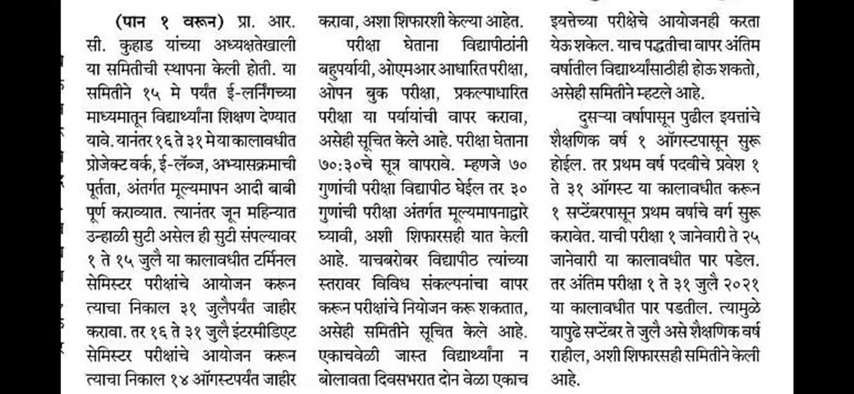 (पान १ वरून) प्रा. आर.
सी. कुहाड यांच्या अध्यक्षतेखाली
या समितीची स्थापना केली होती. या
समितीने १५ मे पर्यंत ई-लर्निंगच्या
माध्यमातून विद्यार्थ्यांना शिक्षण देण्यात
यावे. यानंतर १६ ते ३१ मे या कालावधीत
प्रोजेक्ट वर्क, ई-लॅब्ज, अभ्यासक्रमाची
पूर्तता, अंतर्गत मूल्यमापन आदी बाबी
पूर्ण कराव्यात. त्यानंतर जून महिन्यात
उन्हाळी सुटी असेल ही सुटी संपल्यावर
१ ते १५ जुलै या कालावधीत टर्मिनल
सेमिस्टर परीक्षांचे आयोजन करून
त्याचा निकाल ३१ जुलैपर्यंत जाहीर
करावा. तर १६ ते ३१ जुलै इंटरमीडिएट
सेमिस्टर परीक्षांचे आयोजन करून
त्याचा निकाल १४ ऑगस्टपर्यंत जाहीर
करावा, अशा शिफारशी केल्या आहेत.
परीक्षा घेताना विद्यापीठांनी
बहुपर्यायी, ओएमआर आधारित परीक्षा,
ओपन बुक परीक्षा, प्रकल्पाधारित
परीक्षा या पर्यायांची वापर करावा,
असेही सूचित केले आहे. परीक्षा घेताना
७०:३०चे सूत्र वापरावे. म्हणजे ७०
गुणांची परीक्षा विद्यापीठ घेईल तर ३०
गुणांची परीक्षा अंतर्गत मूल्यमापनाद्वारे
घ्यावी, अशी शिफारसही यात केली
आहे. याचबरोबर विद्यापीठ त्यांच्या
स्तरावर विविध संकल्पनांचा वापर
करून परीक्षांचे नियोजन करू शकतात,
असेही समितीने सूचित केले आहे.
एकाचवेळी जास्त विद्यार्थ्यांना न
बोलावता दिवसभरात दोन वेळा एकाच
इयत्तेच्या परीक्षेचे आयोजनही करता
येऊ शकेल. याच पद्धतीचा वापर अंतिम
वर्षातील विद्यार्थ्यांसाठीही होऊ शकतो,
असेही समितीने म्हटले आहे.
दुसऱ्या वर्षापासून पुढील इयत्तांचे
शैक्षणिक वर्ष १ ऑगस्टपासून सुरू
होईल. तर प्रथम वर्ष पदवीचे प्रवेश १
ते ३१ ऑगस्ट या कालावधीत करून
१ सप्टेंबरपासून प्रथम वर्षाचे वर्ग सुरू
करावेत. याची परीक्षा १ जानेवारी ते २५
जानेवारी या कालावधीत पार पडेल.
तर अंतिम परीक्षा १ ते ३१ जुलै २०२१
या कालावधीत पार पडतील. त्यामुळे
यापुढे सप्टेंबर ते जुलै असे शैक्षणिक वर्ष
राहील, अशी शिफारसही समितीने केली
आहे.